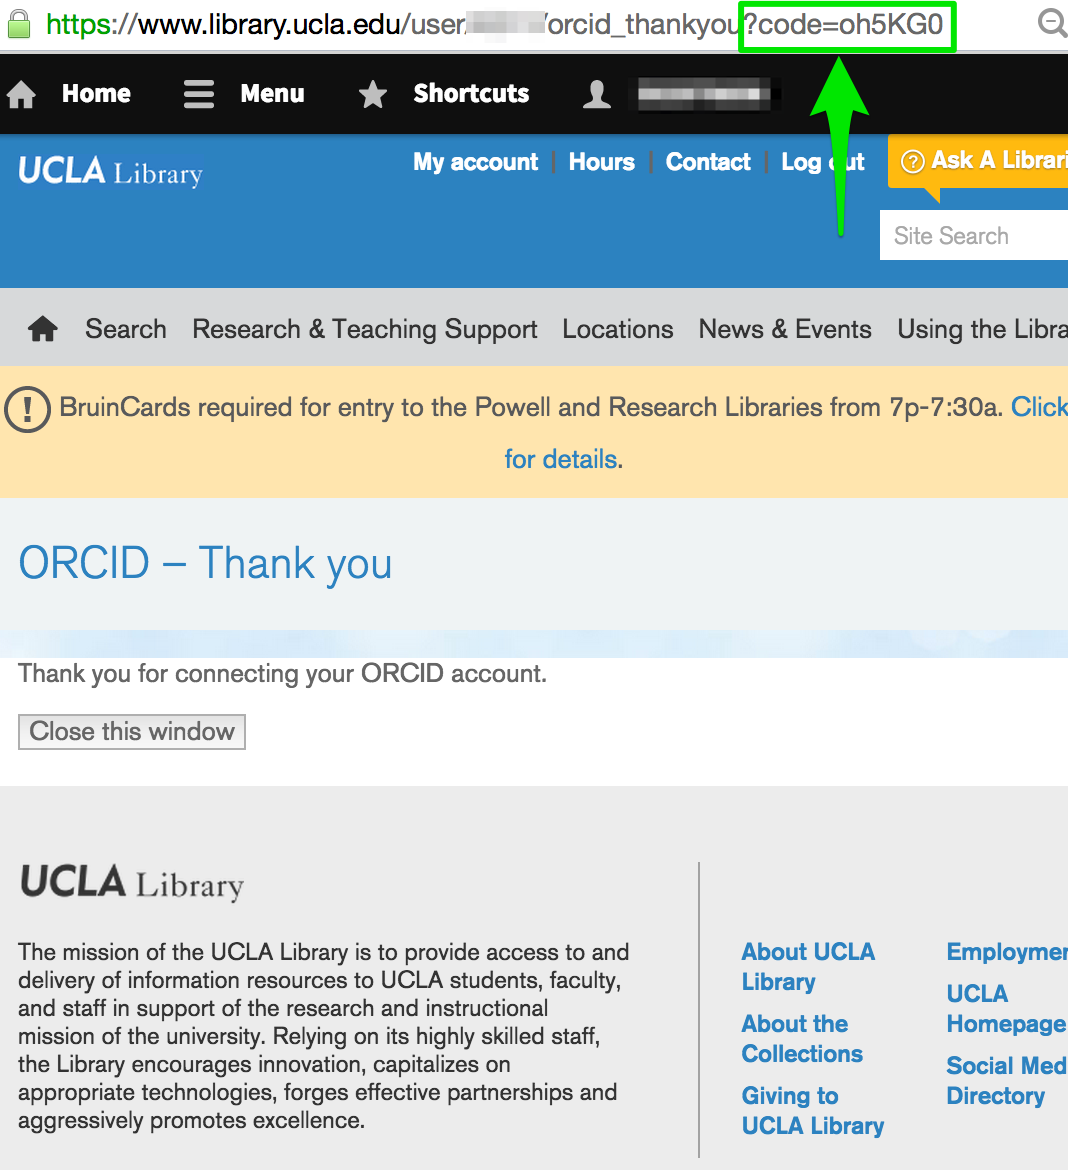 https://www.library.ucla.edu/user/ /orcid_thankyou?code=oh5KG0
Home Menu Shortcuts
UCLA Library
My account Hours Contact Log out
Ask A Librari
Site Search
Search Research & Teaching Support Locations News & Events Using the Libra
BruinCards required for entry to the Powell and Research Libraries from 7p-7:30a. Click
for details.
ORCID – Thank you
Thank you for connecting your ORCID account.
Close this window
UCLA Library
The mission of the UCLA Library is to provide access to and
delivery of information resources to UCLA students, faculty,
and staff in support of the research and instructional
mission of the university. Relying on its highly skilled staff,
the Library encourages innovation, capitalizes on
appropriate technologies, forges effective partnerships and
aggressively promotes excellence.
About UCLA
Library
About the
Collections
Giving to
UCLA Library
Employmen
UCLA
Homepage
Social Med
Directory